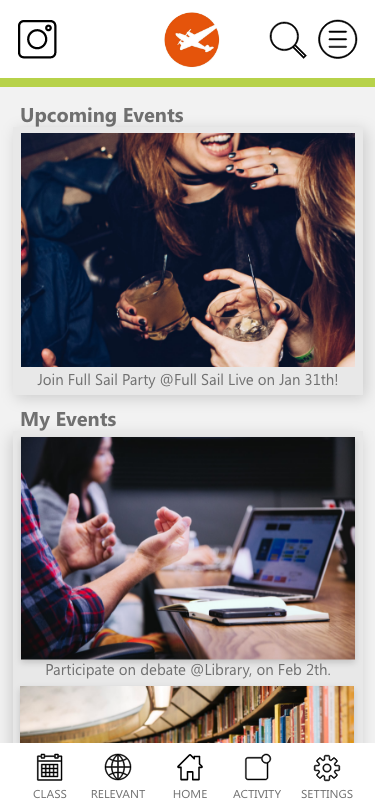 Upcoming Events
Join Full Sail Party @Full Sail Live on Jan 31th!
My Events
Participate on debate @Library, on Feb 2th.
CLASS
RELEVANT
HOME
ACTIVITY
SETTINGS